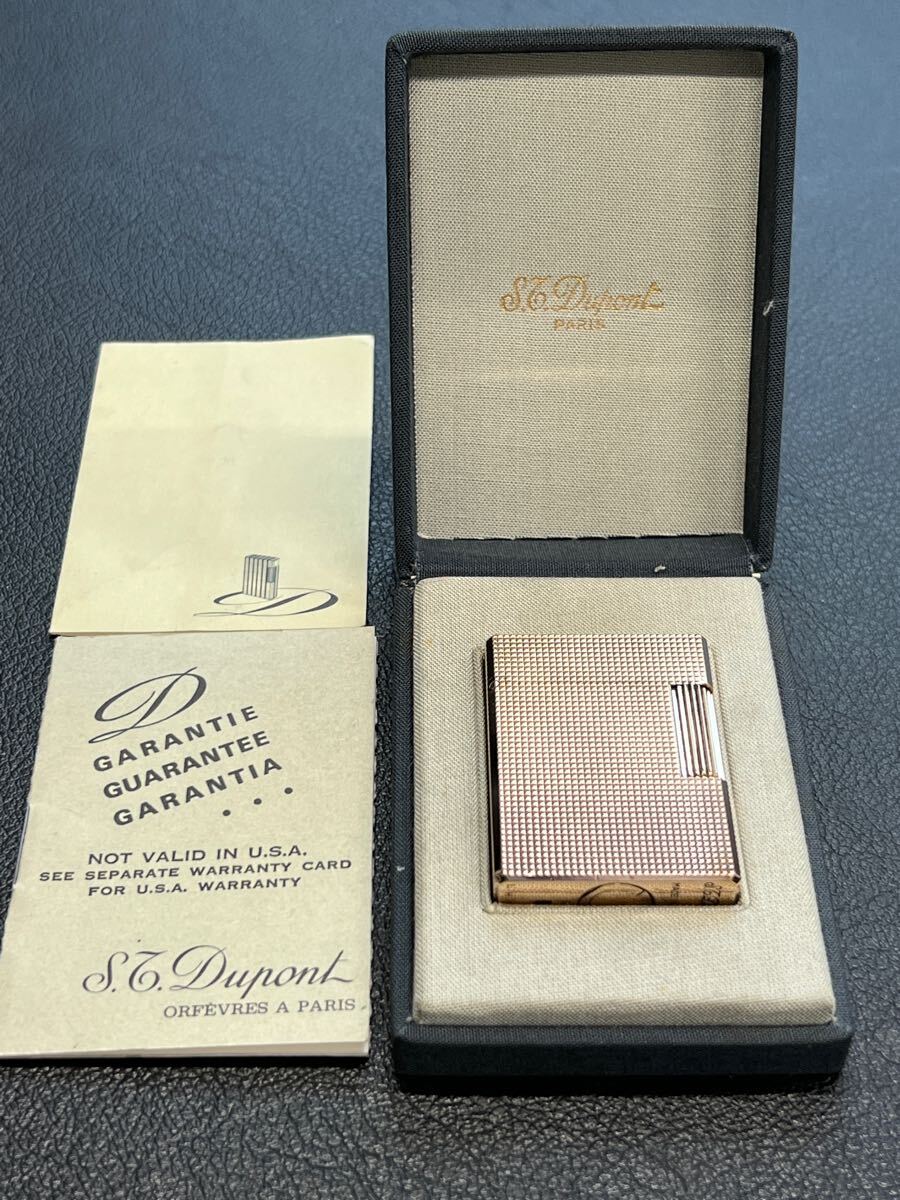 S.T. Dupont
PARIS
D
D
GARANTIE
GUARANTEE
GARANTIA
...
NOT VALID IN U.S.A.
SEE SEPARATE WARRANTY CARD
FOR U.S.A. WARRANTY
S.T. Dupont
ORFÈVRES A PARIS